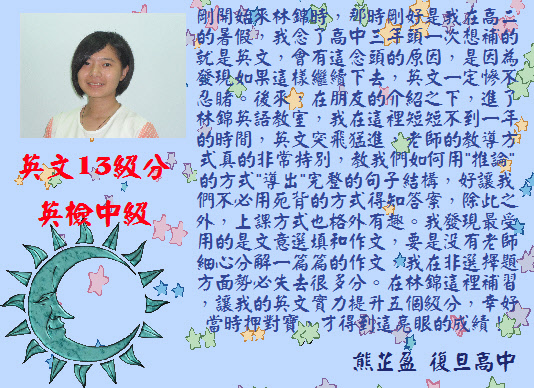 剛開始來林錦時，那時剛好是我在高二
的暑假，我念了高中三年頭一次想補的
就是英文，會有這念頭的原因，是因為
發現如果這樣繼續下去，英文一定慘不
忍睹。後來，在朋友的介紹之下，進了
林錦英語教室，我在這裡短短不到一年
的時間，英文突飛猛進，老師的教導方
式真的非常特別，教我們如何用"推論"
的方式"導出"完整的句子結構，好讓我
們不必用死背的方式得知答案，除此之
外，上課方式也格外有趣。我發現最受
用的是文意選填和作文，要是沒有老師
細心分解一篇篇的作文，我在非選擇題
方面勢必失去很多分。在林錦這裡補習
，讓我的英文實力提升五個級分，幸好
當時押對寶，才得到這亮眼的成績！
熊芷盈 復旦高中
英文13級分
英檢中級